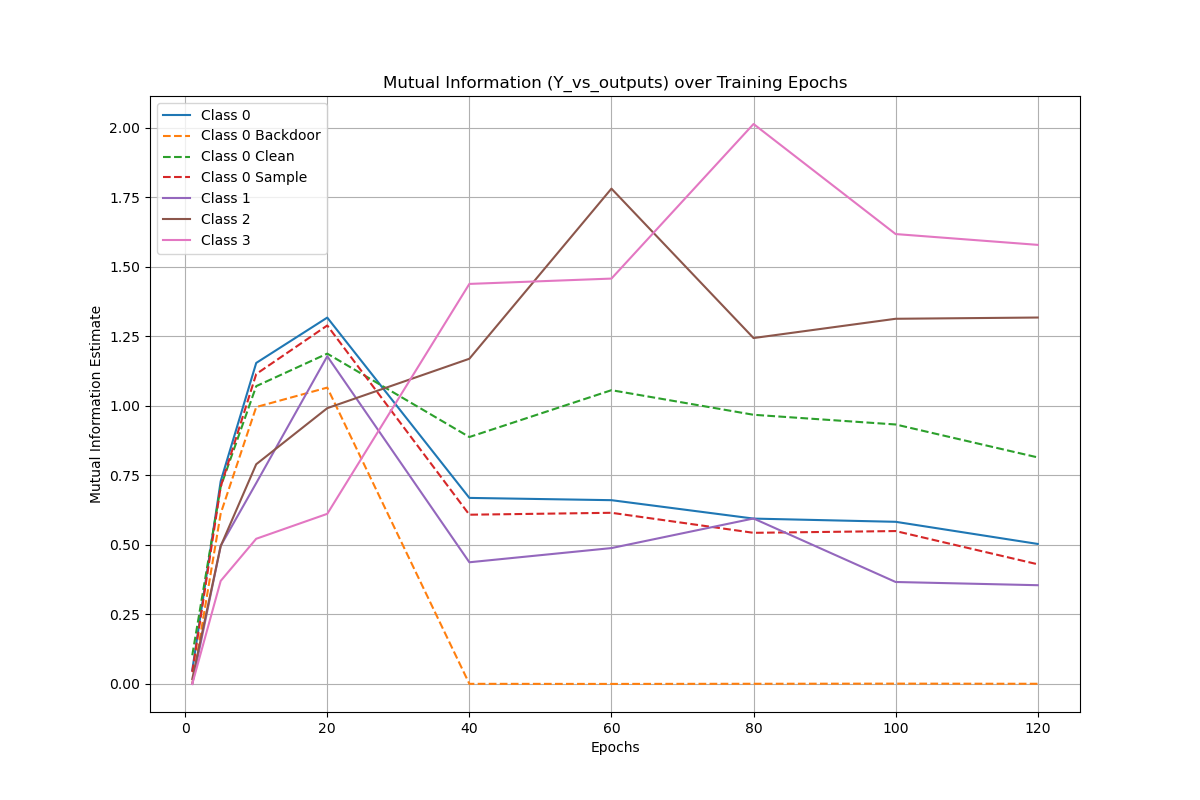 Mutual Information (Y_vs_outputs) over Training Epochs
Class 0
Class 0 Backdoor
Class 0 Clean
Class 0 Sample
Class 1
Class 2
Class 3
Mutual Information Estimate
2.00
1.75
1.50
1.25
1.00
0.75
0.50
0.25
0.00
0 20 40 60 80 100 120
Epochs